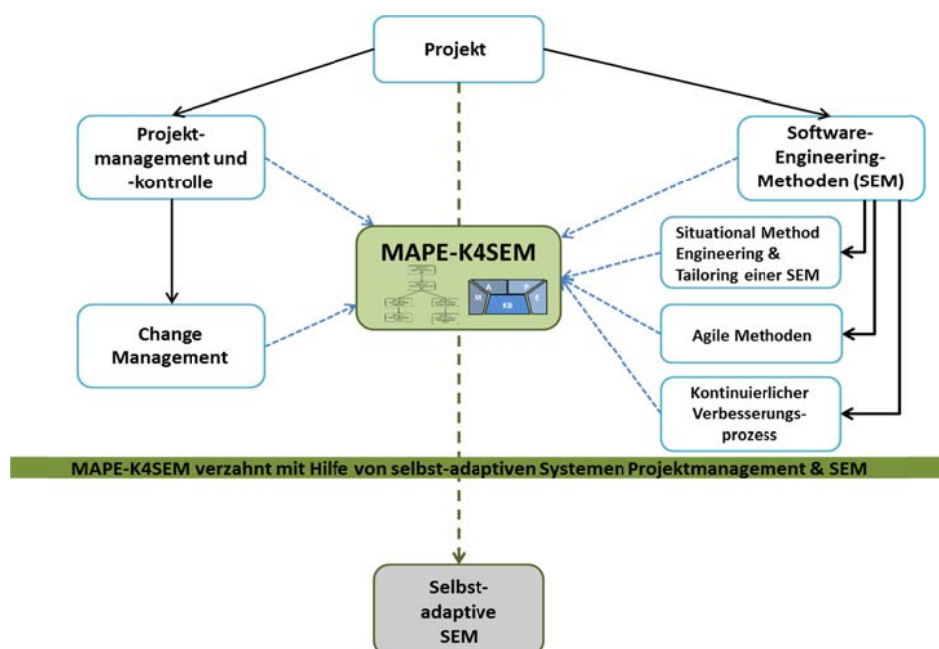 Projekt
Projekt-
management und
-kontrolle
Software-
Engineering-
Methoden (SEM)
MAPE-K4SEM
M
A
P
E
KB
Situational Method
Engineering &
Tailoring einer SEM
Change
Management
Agile Methoden
Kontinuierlicher
Verbesserungs-
prozess
MAPE-K4SEM verzahnt mit Hilfe von selbst-adaptiven Systemen Projektmanagement & SEM
Selbst-
adaptive
SEM